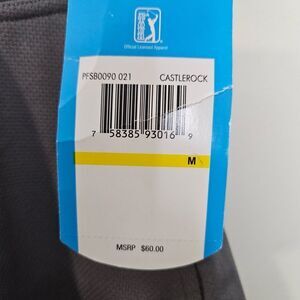 Official Licensed Apparel
PFSB0090 021 CASTLEROCK
7 58385 93016 9
M
MSRP $60.00